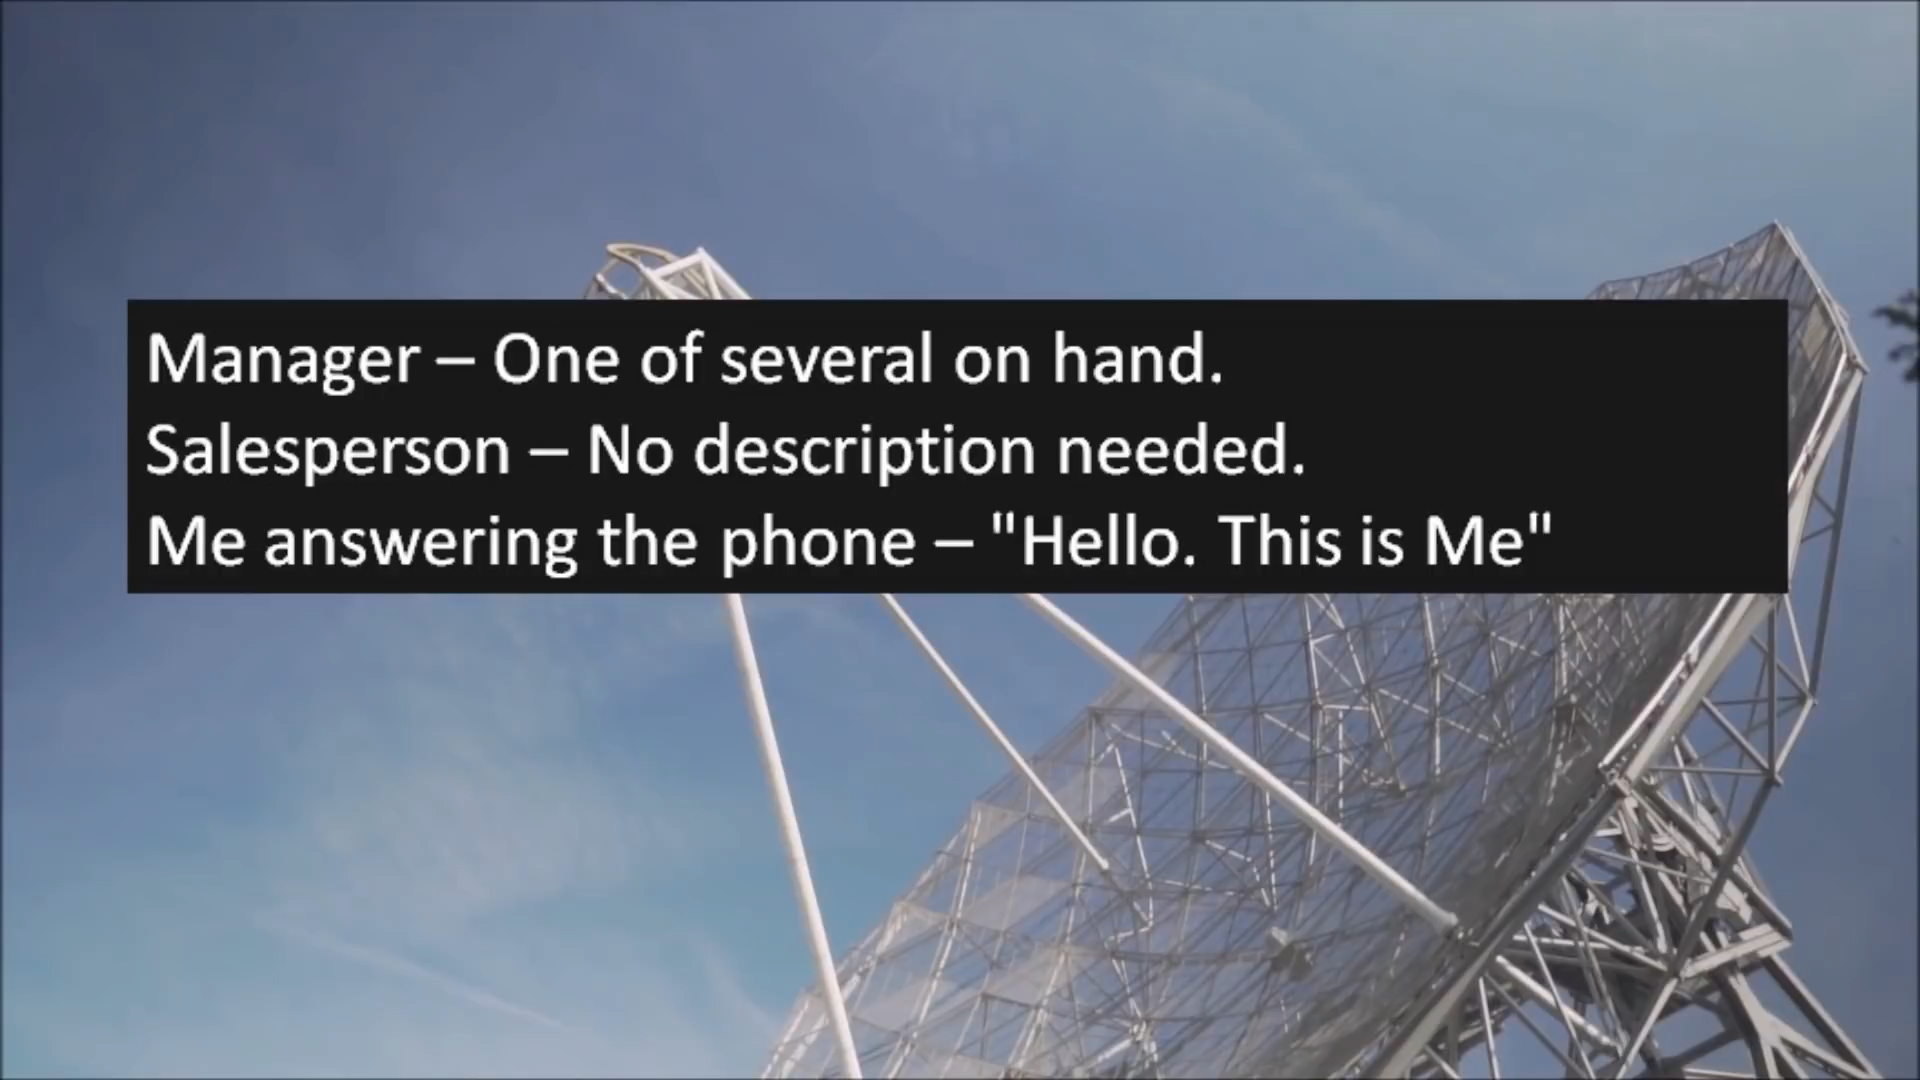 Manager – One of several on hand.
Salesperson – No description needed.
Me answering the phone – "Hello. This is Me"